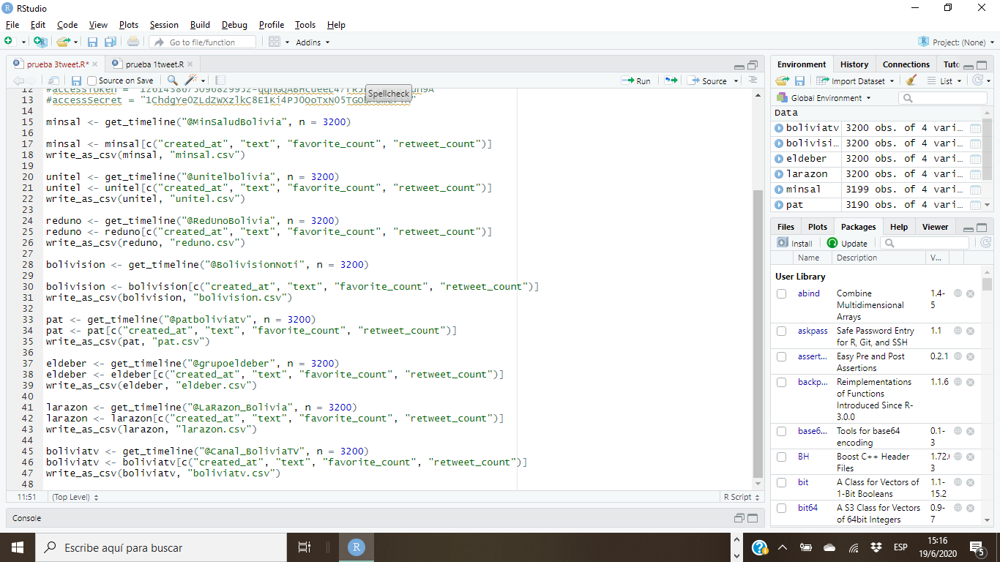 RStudio
File Edit Code View Plots Session Build Debug Profile Tools Help
Go to file/function Addins Project: (None)
prueba 3tweet.R* prueba 1tweet.R
Source on Save Run Source
12 #accessToken =
13 #accessSecret =
Spellcheck
14
15 minsal <- get_timeline("@MinSaludBolivia", n = 3200)
16
17 minsal <- minsal[c("created_at", "text", "favorite_count", "retweet_count")]
18 write_as_csv(minsal, "minsal.csv")
19
20 unitel <- get_timeline("@unitelbolivia", n = 3200)
21 unitel <- unitel[c("created_at", "text", "favorite_count", "retweet_count")]
22 write_as_csv(unitel, "unitel.csv")
23
24 reduno <- get_timeline("@RedUnoBolivia", n = 3200)
25 reduno <- reduno[c("created_at", "text", "favorite_count", "retweet_count")]
26 write_as_csv(reduno, "reduno.csv")
27
28 bolivision <- get_timeline("@BolivisionNoti", n = 3200)
29
30 bolivision <- bolivision[c("created_at", "text", "favorite_count", "retweet_count")]
31 write_as_csv(bolivision, "bolivision.csv")
32
33 pat <- get_timeline("@patboliviatv", n = 3200)
34 pat <- pat[c("created_at", "text", "favorite_count", "retweet_count")]
35 write_as_csv(pat, "pat.csv")
36
37 eldeber <- get_timeline("@grupoeldeber", n = 3200)
38 eldeber <- eldeber[c("created_at", "text", "favorite_count", "retweet_count")]
39 write_as_csv(eldeber, "eldeber.csv")
40
41 larazon <- get_timeline("@LaRazon_Bolivia", n = 3200)
42 larazon <- larazon[c("created_at", "text", "favorite_count", "retweet_count")]
43 write_as_csv(larazon, "larazon.csv")
44
45 boliviatv <- get_timeline("@Canal_BoliviaTV", n = 3200)
46 boliviatv <- boliviatv[c("created_at", "text", "favorite_count", "retweet_count")]
47 write_as_csv(boliviatv, "boliviatv.csv")
48
11:51 (Top Level) R Script
Console
Environment History Connections Tuto
Import Dataset List
Global Environment
Data
boliviatv 3200 obs. of 4 vari...
bolivisi... 3200 obs. of 4 vari...
eldeber 3200 obs. of 4 vari...
larazon 3200 obs. of 4 vari...
minsal 3199 obs. of 4 vari...
pat 3190 obs. of 4 vari...
Files Plots Packages Help Viewer
Install Update
Name Description V...
User Library
abind Combine 1.4-
Multidimensional 5
Arrays
askpass Safe Password Entry 1.1
for R, Git, and SSH
assert... Easy Pre and Post 0.2.1
Assertions
backp... Reimplementations 1.1.6
of Functions
Introduced Since R-
3.0.0
base6... Tools for base64 0.1-
encoding 3
BH Boost C++ Header 1.72.
Files 3
bit A Class for Vectors of 1.1-
1-Bit Booleans 15.2
bit64 A S3 Class for Vectors 0.9-
of 64bit Integers 7
Escribe aquí para buscar
ESP
15:16
19/6/2020
5